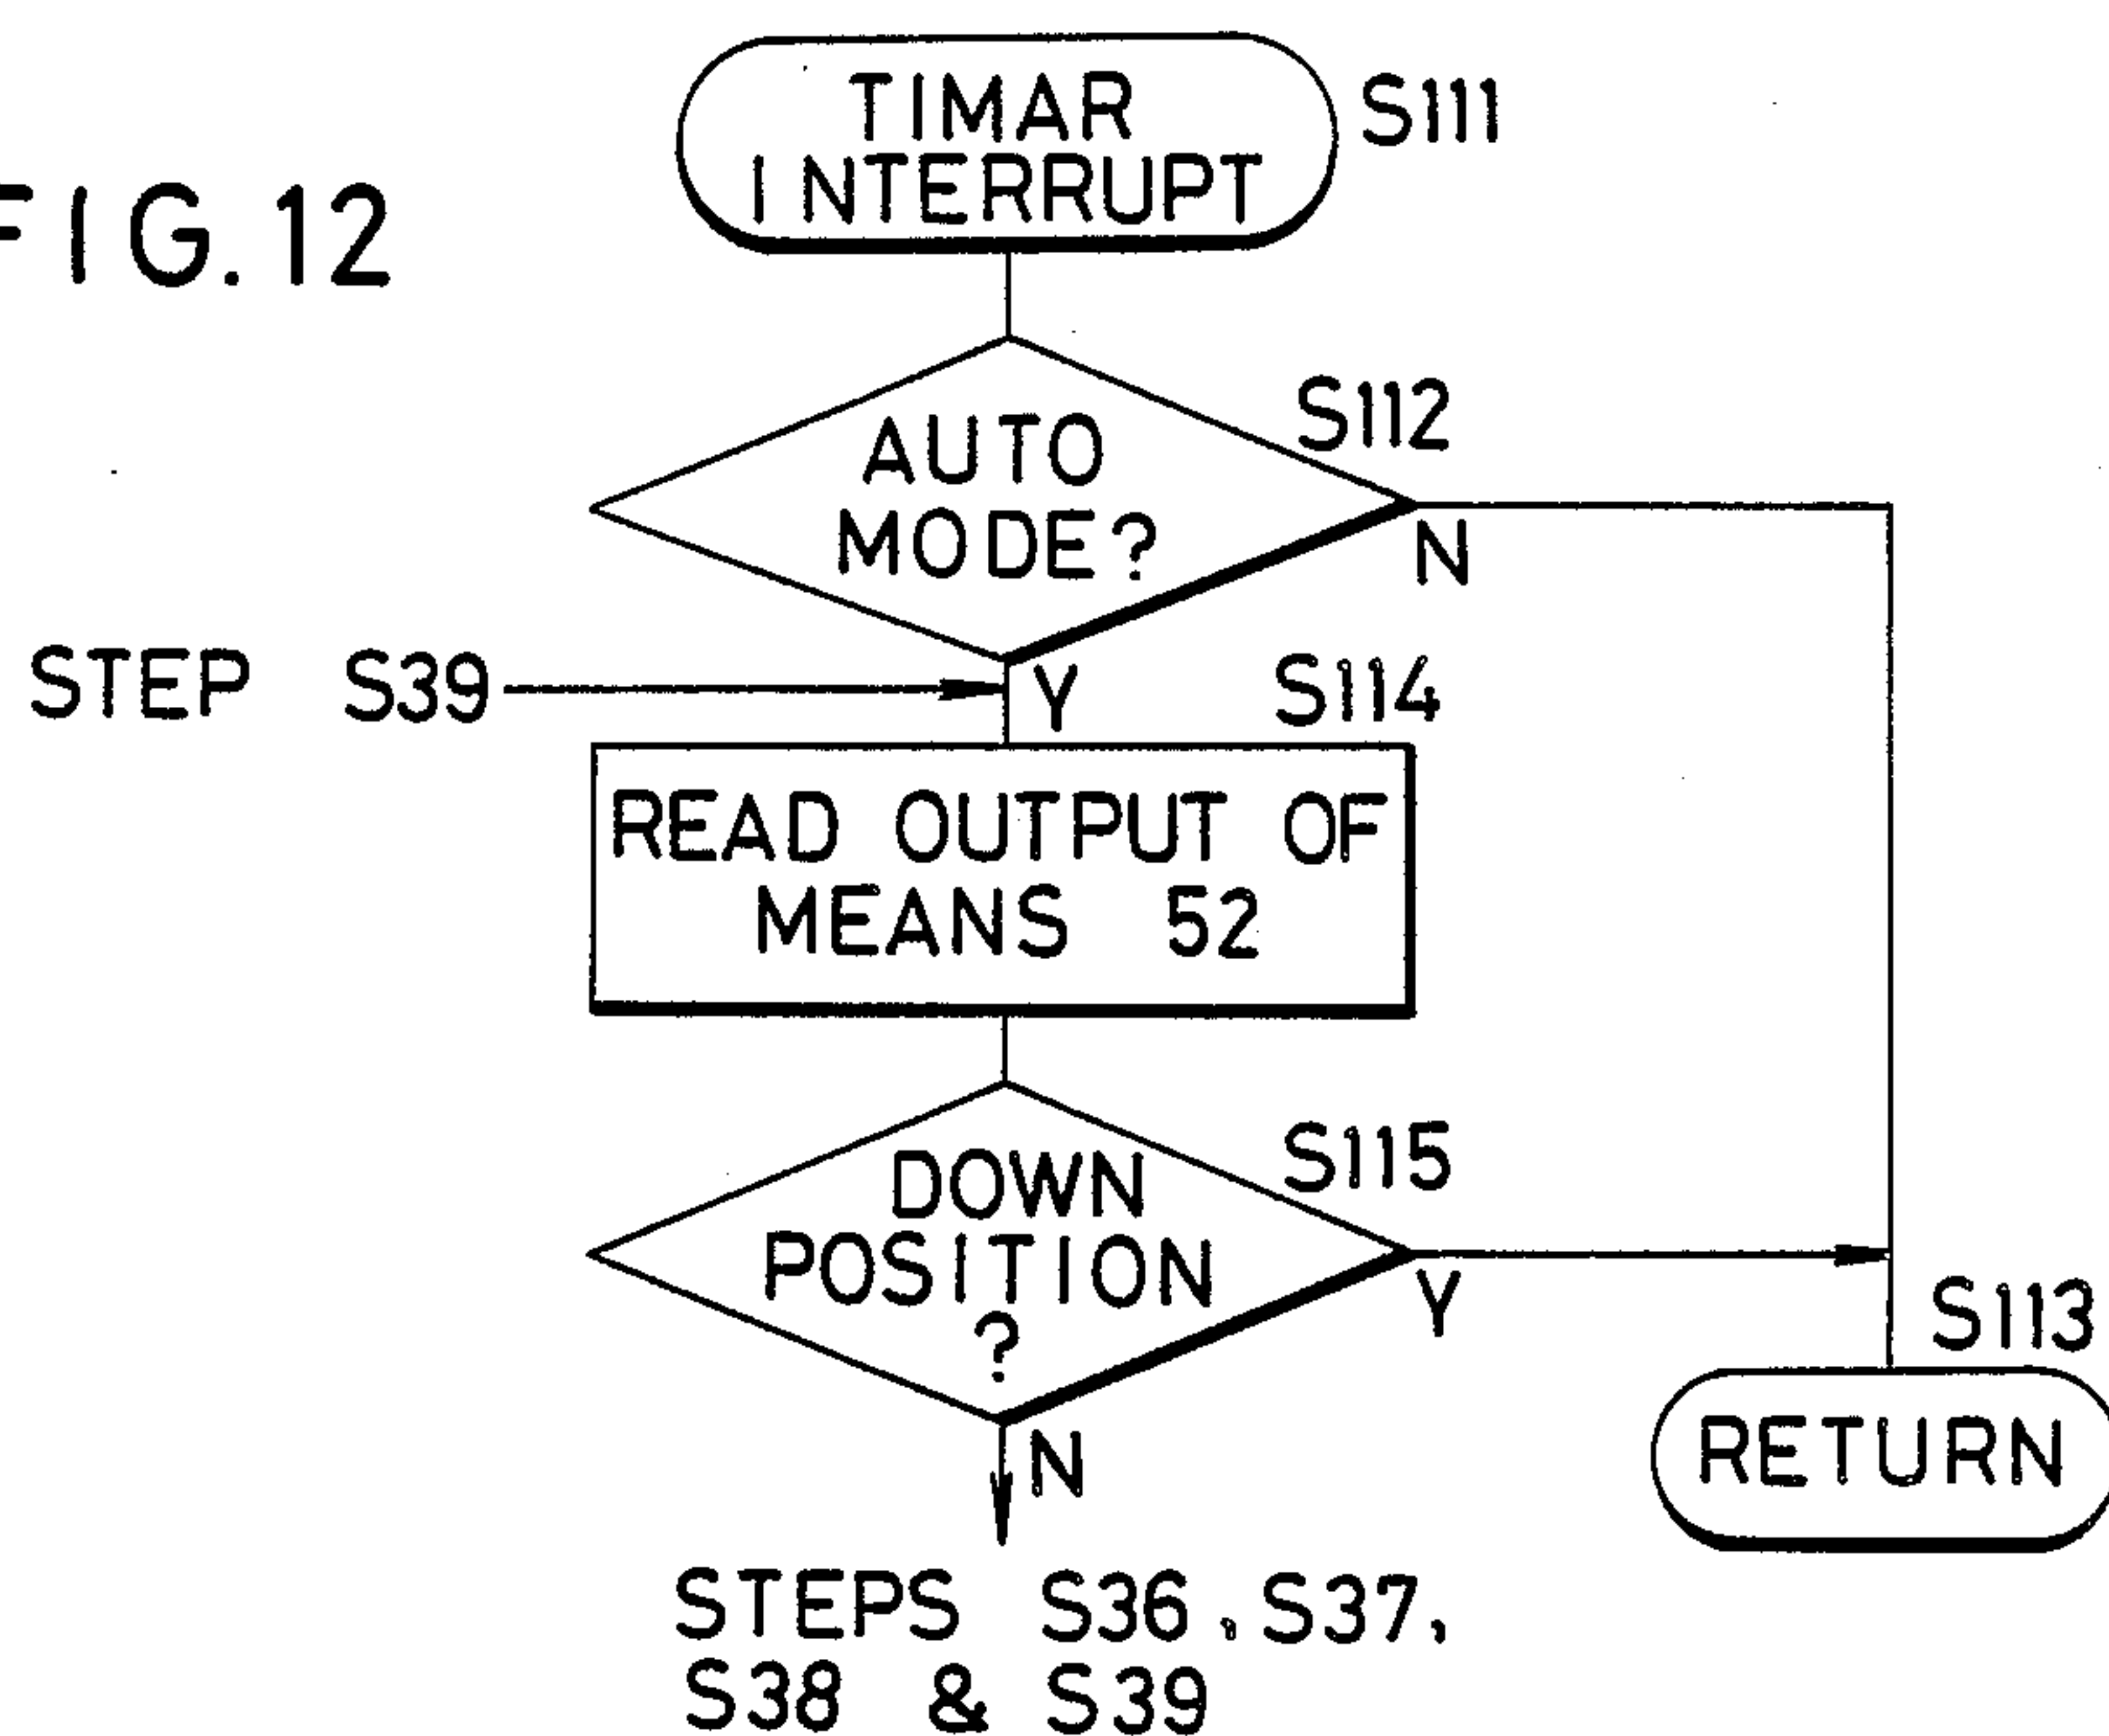 FIG.12
TIMAR
INTERRUPT
S111
AUTO
MODE?
S112
N
STEP S39
Y
S114
READ OUTPUT OF
MEANS 52
DOWN
POSITION
?
S115
Y
S113
RETURN
N
STEPS S36,S37,
S38 & S39